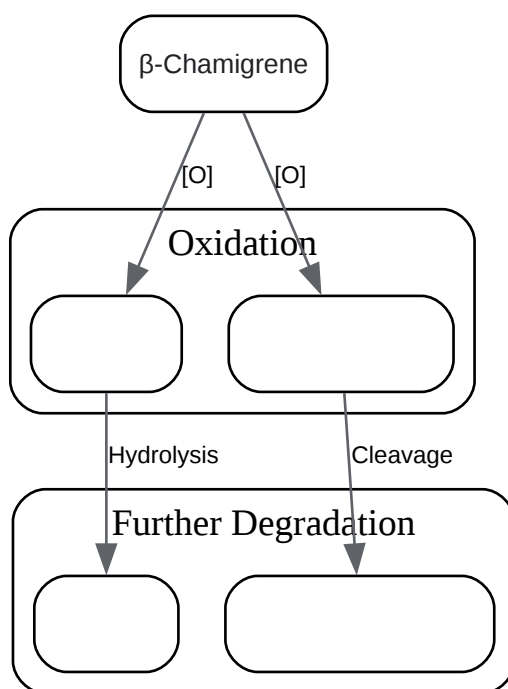 β-Chamigrene
[O] [O]
Oxidation
Hydrolysis Cleavage
Further Degradation